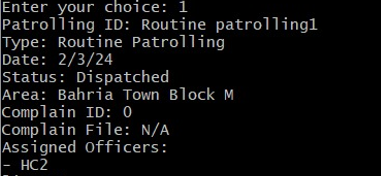 Enter your choice: 1
Patrolling ID: Routine patrolling1
Type: Routine Patrolling
Date: 2/3/24
Status: Dispatched
Area: Bahria Town Block M
Complain ID: 0
Complain File: N/A
Assigned Officers:
- HC2